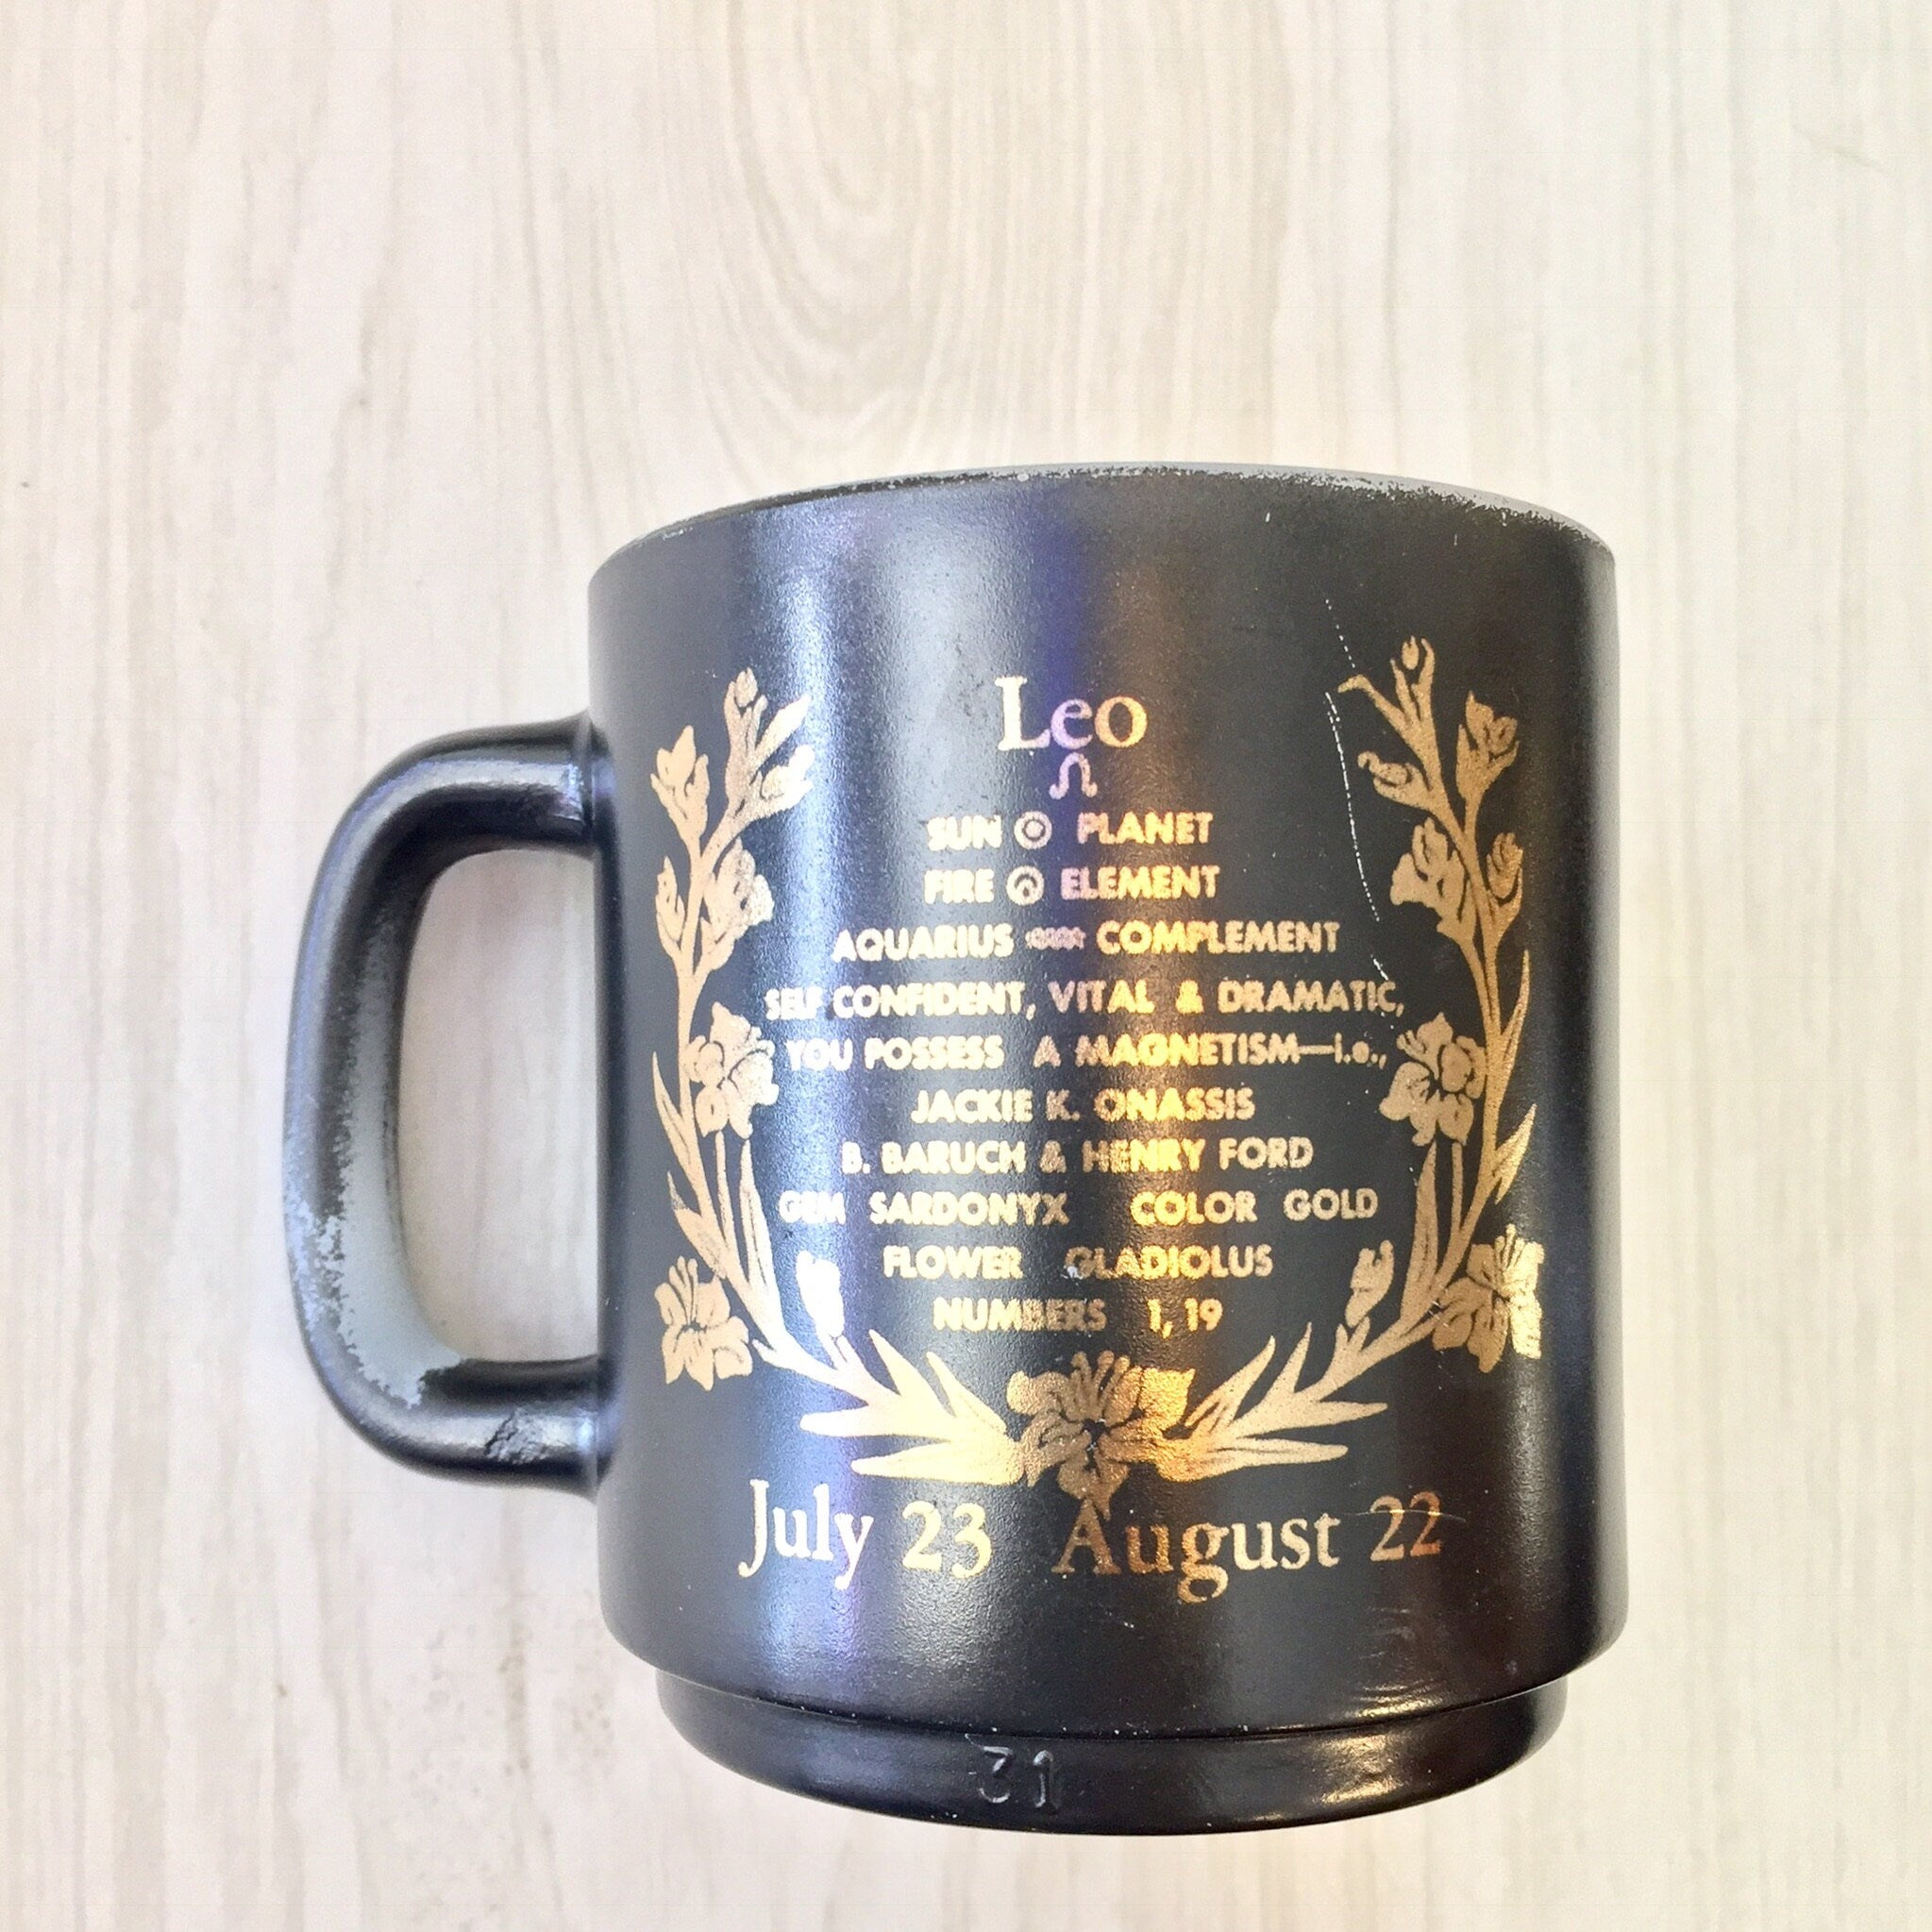 Leo
♌
SUN ☉ PLANET
FIRE ELEMENT
AQUARIUS COMPLEMENT
SELF CONFIDENT, VITAL & DRAMATIC,
YOU POSSESS A MAGNETISM—i.e.,
JACKIE K. ONASSIS
B. BARUCH & HENRY FORD
GEM SARDONYX COLOR GOLD
FLOWER GLADIOLUS
NUMBERS 1, 19
July 23 August 22
31